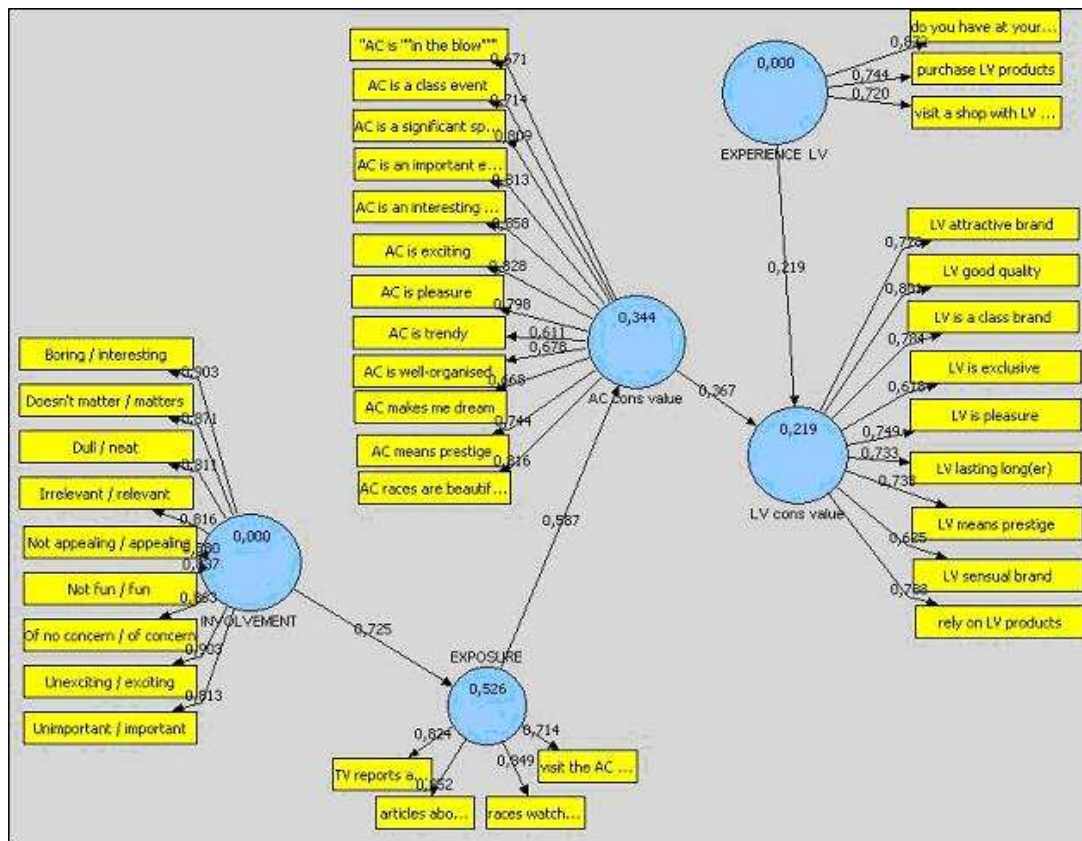 "AC is ""in the blow"""
0,671
AC is a class event
0,714
AC is a significant sp...
0,809
AC is an important e...
0,813
AC is an interesting ...
0,858
AC is exciting
0,828
AC is pleasure
0,798
AC is trendy
0,611
0,678
AC is well-organised
0,668
AC makes me dream
0,744
AC means prestige
0,816
AC races are beautif...
0,344
AC cons value
0,367
0,000
EXPERIENCE LV
do you have at your...
0,744
purchase LV products
0,720
visit a shop with LV ...
0,219
LV attractive brand
LV good quality
LV is a class brand
0,784
LV is exclusive
0,618
LV is pleasure
0,749
0,733
LV lasting long(er)
LV means prestige
0,625
LV sensual brand
rely on LV products
0,219
LV cons value
Boring / interesting
0,903
Doesn't matter / matters
0,871
Dull / neat
0,811
Irrelevant / relevant
0,816
Not appealing / appealing
Not fun / fun
0,863
Of no concern / of concern
0,903
Unexciting / exciting
0,813
Unimportant / important
0,000
INVOLVEMENT
0,725
0,587
EXPOSURE
0,526
0,824
TV reports a...
articles abo...
0,849
races watch...
0,714
visit the AC ...